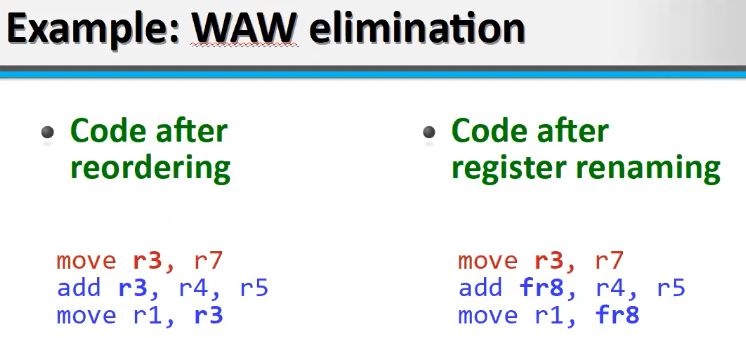 Example: WAW elimination
Code after
reordering
move r3, r7
add r3, r4, r5
move r1, r3
Code after
register renaming
move r3, r7
add fr8, r4, r5
move r1, fr8